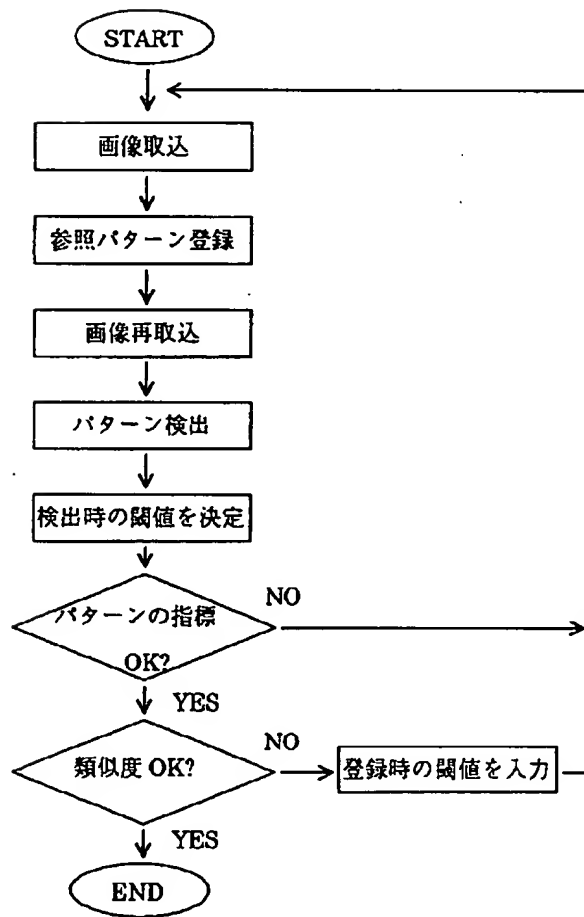 START
画像取込
参照パターン登録
画像再取込
パターン検出
検出時の閾値を決定
パターンの指標
OK?
NO
YES
類似度 OK?
NO
登録時の閾値を入力
YES
END